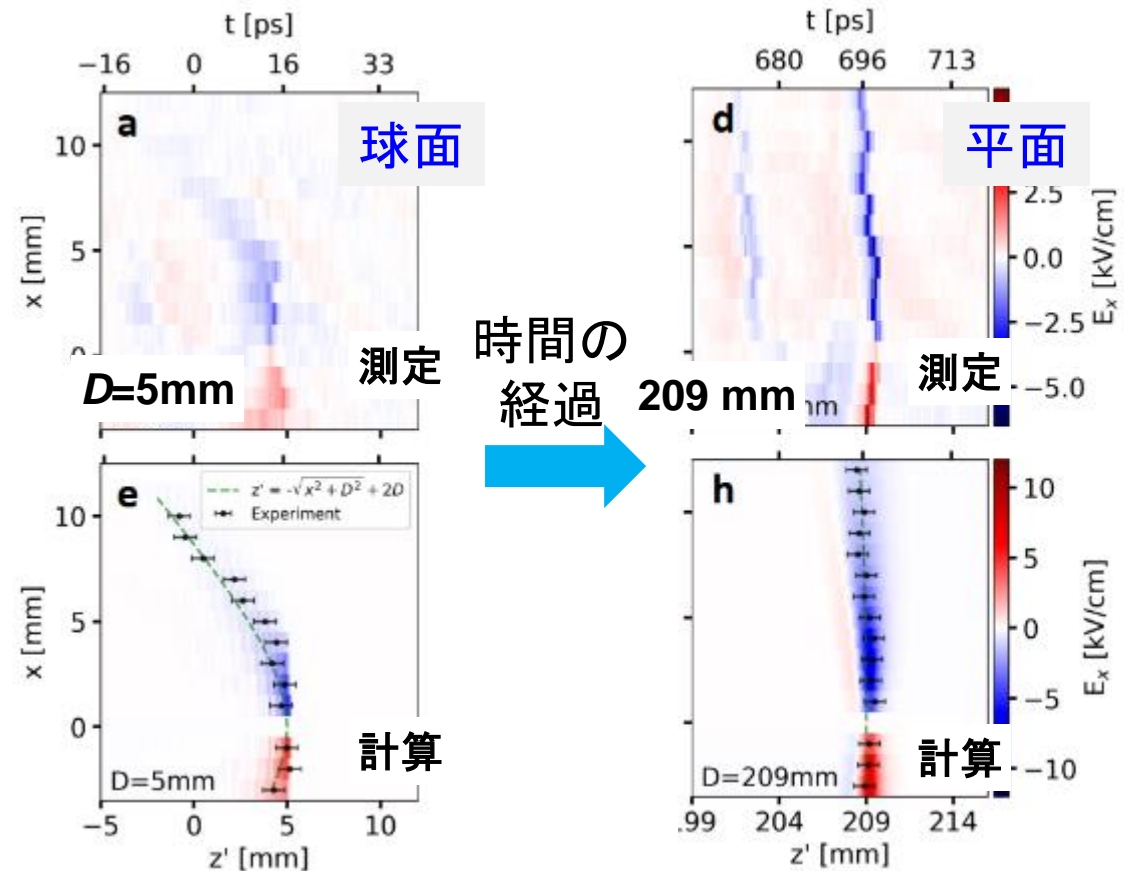 t [ps]
−16 0 16 33
a
球面
10
5
0
x [mm]
D=5mm
測定
時間の
経過
t [ps]
680 696 713
d
平面
2.5
0.0
−2.5
−5.0
E_x [kV/cm]
209 mm
測定
e
z' = -√x² + D² + 2D
Experiment
10
5
0
x [mm]
D=5mm
計算
−5 0 5 10
z' [mm]
h
10
5
0
−5
−10
E_x [kV/cm]
D=209mm
計算
.99 204 209 214
z' [mm]